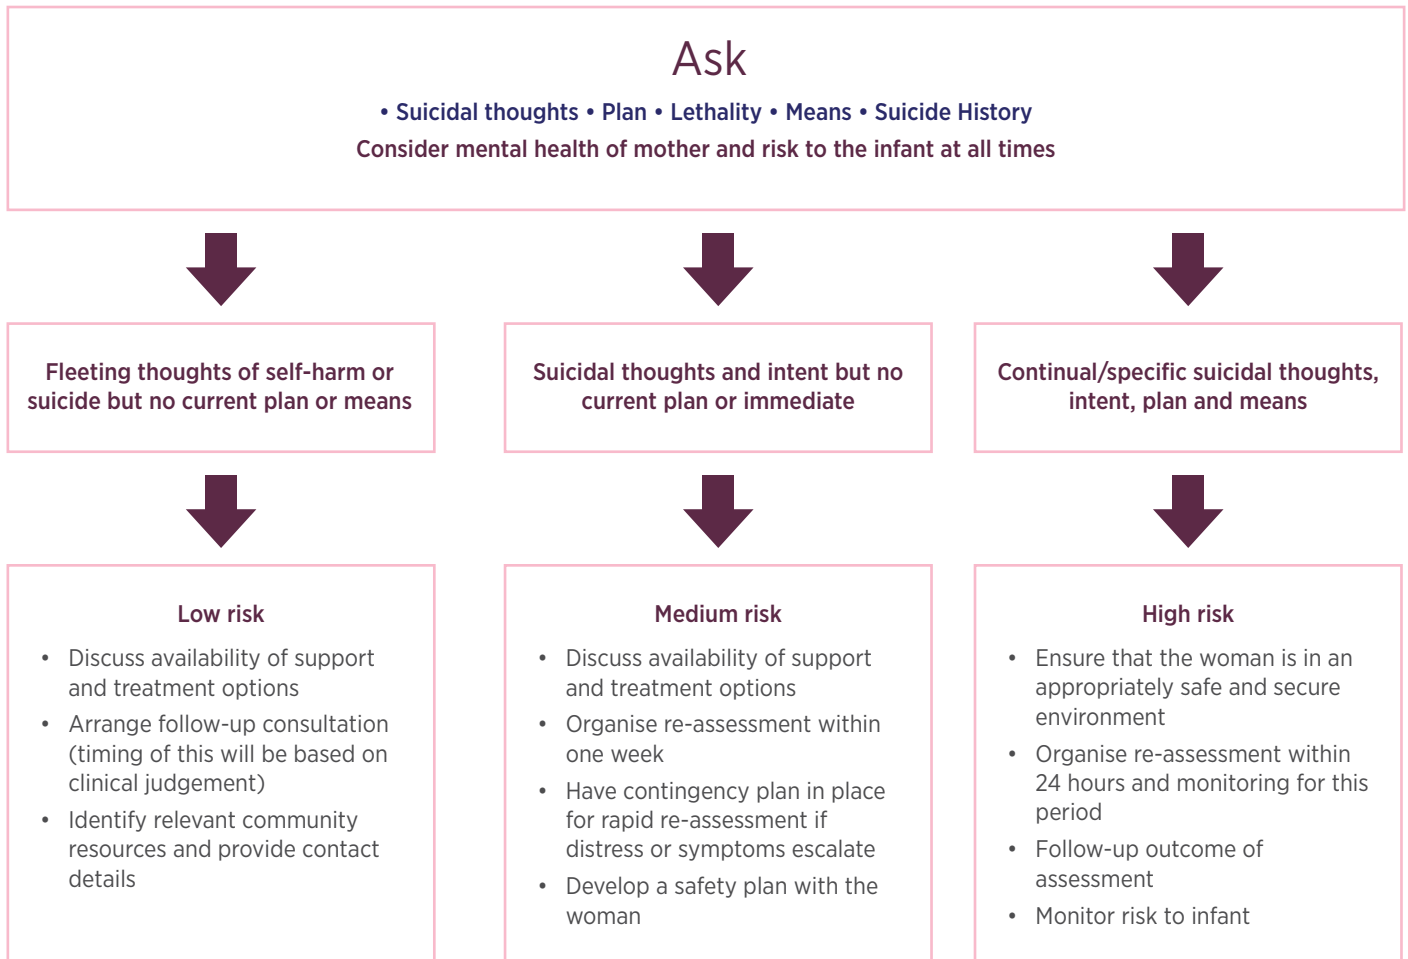 Ask
• Suicidal thoughts • Plan • Lethality • Means • Suicide History
Consider mental health of mother and risk to the infant at all times
Fleeting thoughts of self-harm or
suicide but no current plan or means
Suicidal thoughts and intent but no
current plan or immediate
Continual/specific suicidal thoughts,
intent, plan and means
Low risk
• Discuss availability of support
and treatment options
• Arrange follow-up consultation
(timing of this will be based on
clinical judgement)
• Identify relevant community
resources and provide contact
details
Medium risk
• Discuss availability of support
and treatment options
• Organise re-assessment within
one week
• Have contingency plan in place
for rapid re-assessment if
distress or symptoms escalate
• Develop a safety plan with the
woman
High risk
• Ensure that the woman is in an
appropriately safe and secure
environment
• Organise re-assessment within
24 hours and monitoring for this
period
• Follow-up outcome of
assessment
• Monitor risk to infant